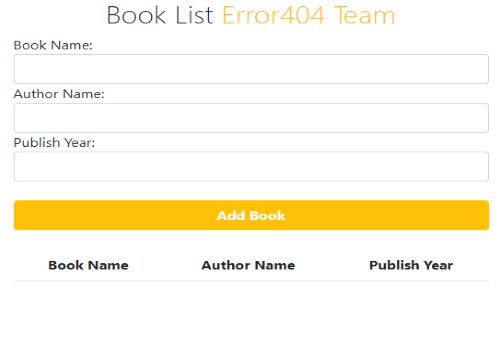 Book List Error404 Team
Book Name:
Author Name:
Publish Year:
Add Book
Book Name Author Name Publish Year